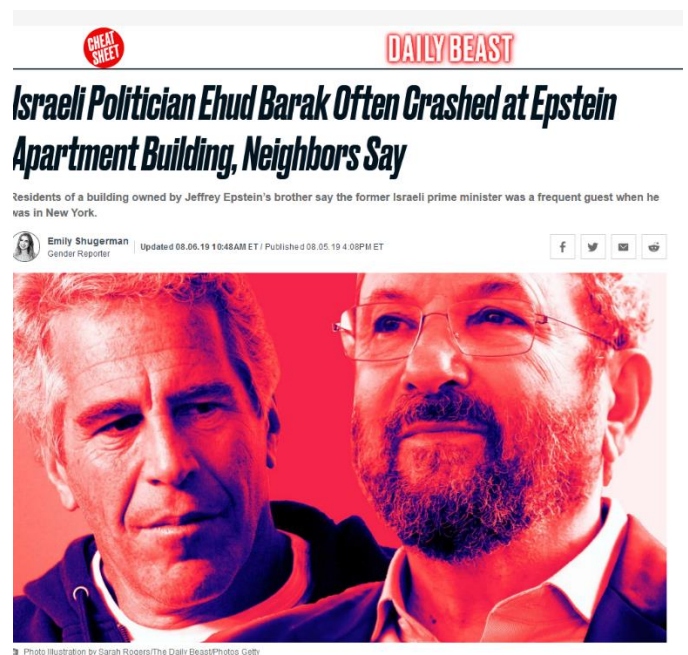 CHEAT
SHEET
DAILY BEAST
Israeli Politician Ehud Barak Often Crashed at Epstein
Apartment Building, Neighbors Say
Residents of a building owned by Jeffrey Epstein's brother say the former Israeli prime minister was a frequent guest when he
was in New York.
Emily Shugerman
Gender Reporter
Updated 08.06.19 10:48AM ET / Published 08.05.19 4:08PM ET
Photo Illustration by Sarah Rogers/The Daily Beast/Photos Getty